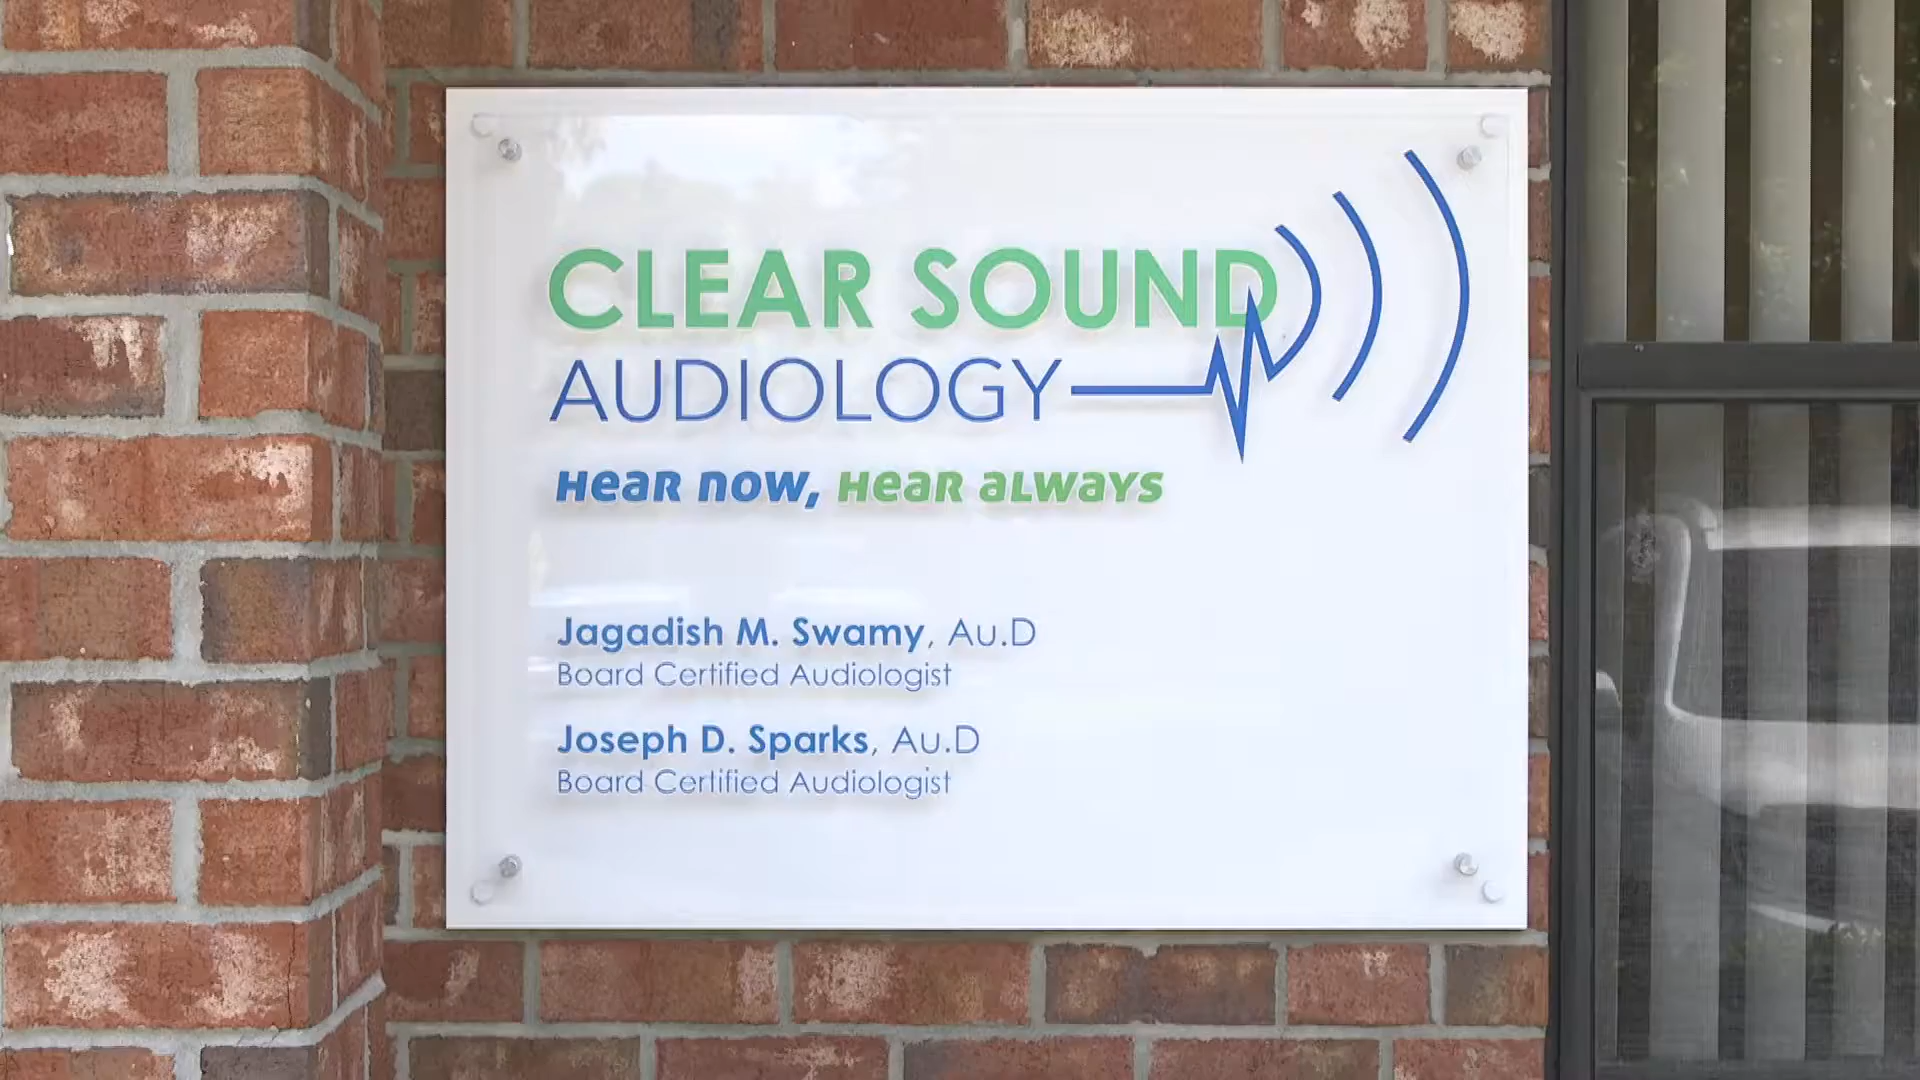 CLEAR SOUND
AUDIOLOGY
Hear now, Hear always
Jagadish M. Swamy, Au.D
Board Certified Audiologist
Joseph D. Sparks, Au.D
Board Certified Audiologist